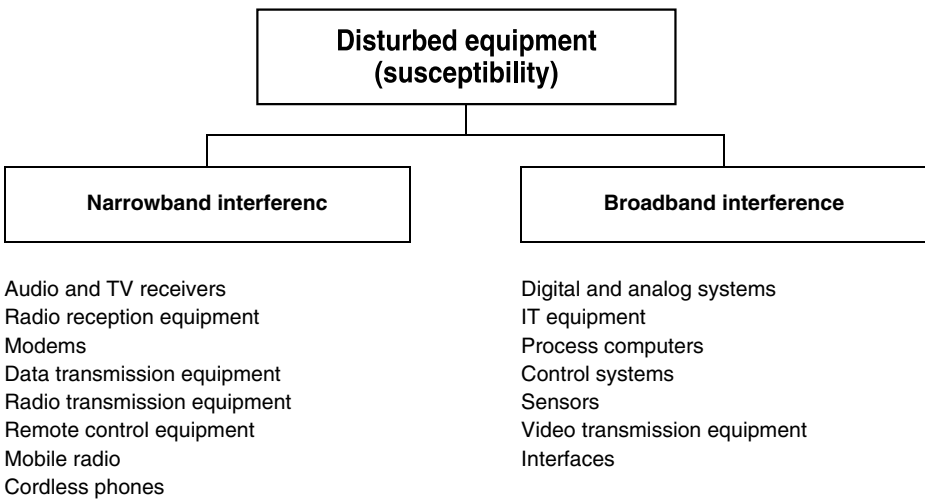 Disturbed equipment
(susceptibility)
Narrowband interferenc
Broadband interference
Audio and TV receivers
Radio reception equipment
Modems
Data transmission equipment
Radio transmission equipment
Remote control equipment
Mobile radio
Cordless phones
Digital and analog systems
IT equipment
Process computers
Control systems
Sensors
Video transmission equipment
Interfaces